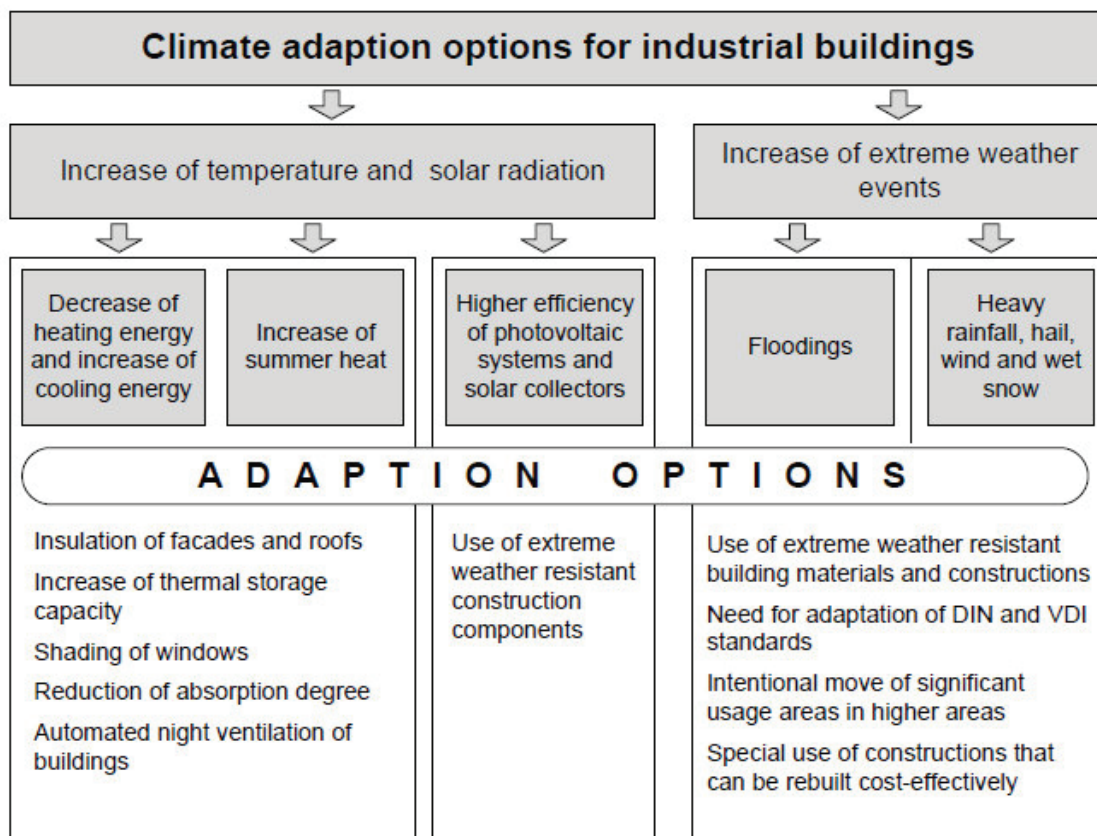 Climate adaption options for industrial buildings
Increase of temperature and solar radiation
Increase of extreme weather
events
Decrease of
heating energy
and increase of
cooling energy
Increase of
summer heat
Higher efficiency
of photovoltaic
systems and
solar collectors
Floodings
Heavy
rainfall, hail,
wind and wet
snow
ADAPTION OPTIONS
Insulation of facades and roofs
Increase of thermal storage
capacity
Shading of windows
Reduction of absorption degree
Automated night ventilation of
buildings
Use of extreme
weather resistant
construction
components
Use of extreme weather resistant
building materials and constructions
Need for adaptation of DIN and VDI
standards
Intentional move of significant
usage areas in higher areas
Special use of constructions that
can be rebuilt cost-effectively